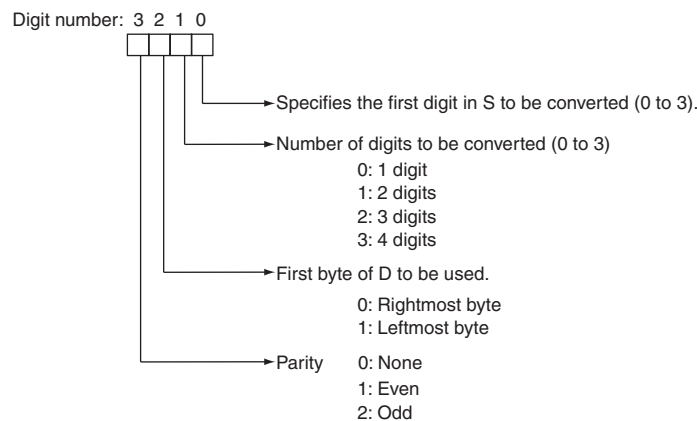 Digit number: 3 2 1 0
Specifies the first digit in S to be converted (0 to 3).
Number of digits to be converted (0 to 3)
0: 1 digit
1: 2 digits
2: 3 digits
3: 4 digits
First byte of D to be used.
0: Rightmost byte
1: Leftmost byte
Parity 0: None
1: Even
2: Odd